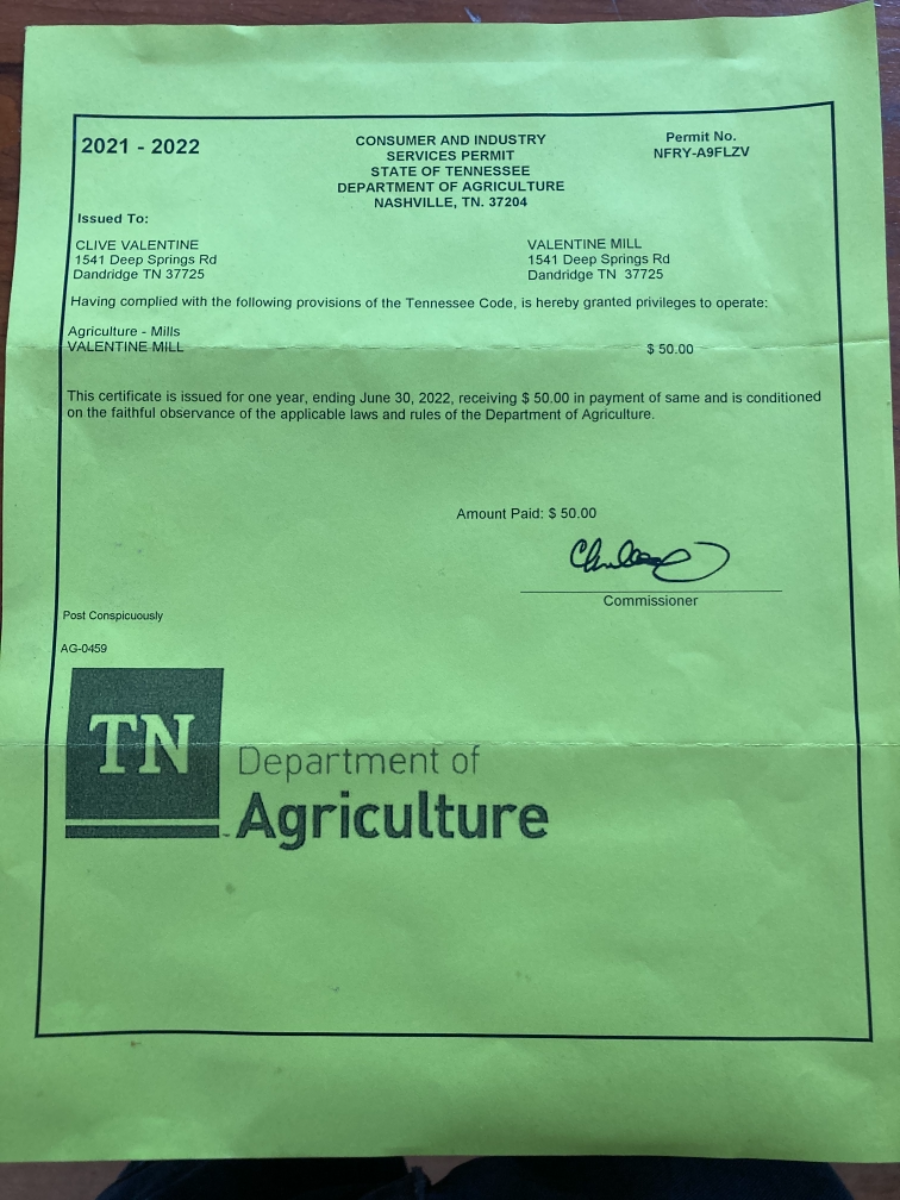 2021 - 2022
CONSUMER AND INDUSTRY
SERVICES PERMIT
STATE OF TENNESSEE
DEPARTMENT OF AGRICULTURE
NASHVILLE, TN. 37204
Permit No.
NFRY-A9FLZV
Issued To:
CLIVE VALENTINE
1541 Deep Springs Rd
Dandridge TN 37725
VALENTINE MILL
1541 Deep Springs Rd
Dandridge TN 37725
Having complied with the following provisions of the Tennessee Code, is hereby granted privileges to operate:
Agriculture - Mills
VALENTINE MILL $ 50.00
This certificate is issued for one year, ending June 30, 2022, receiving $ 50.00 in payment of same and is conditioned
on the faithful observance of the applicable laws and rules of the Department of Agriculture.
Amount Paid: $ 50.00
Commissioner
Post Conspicuously
AG-0459
TN
Department of
Agriculture